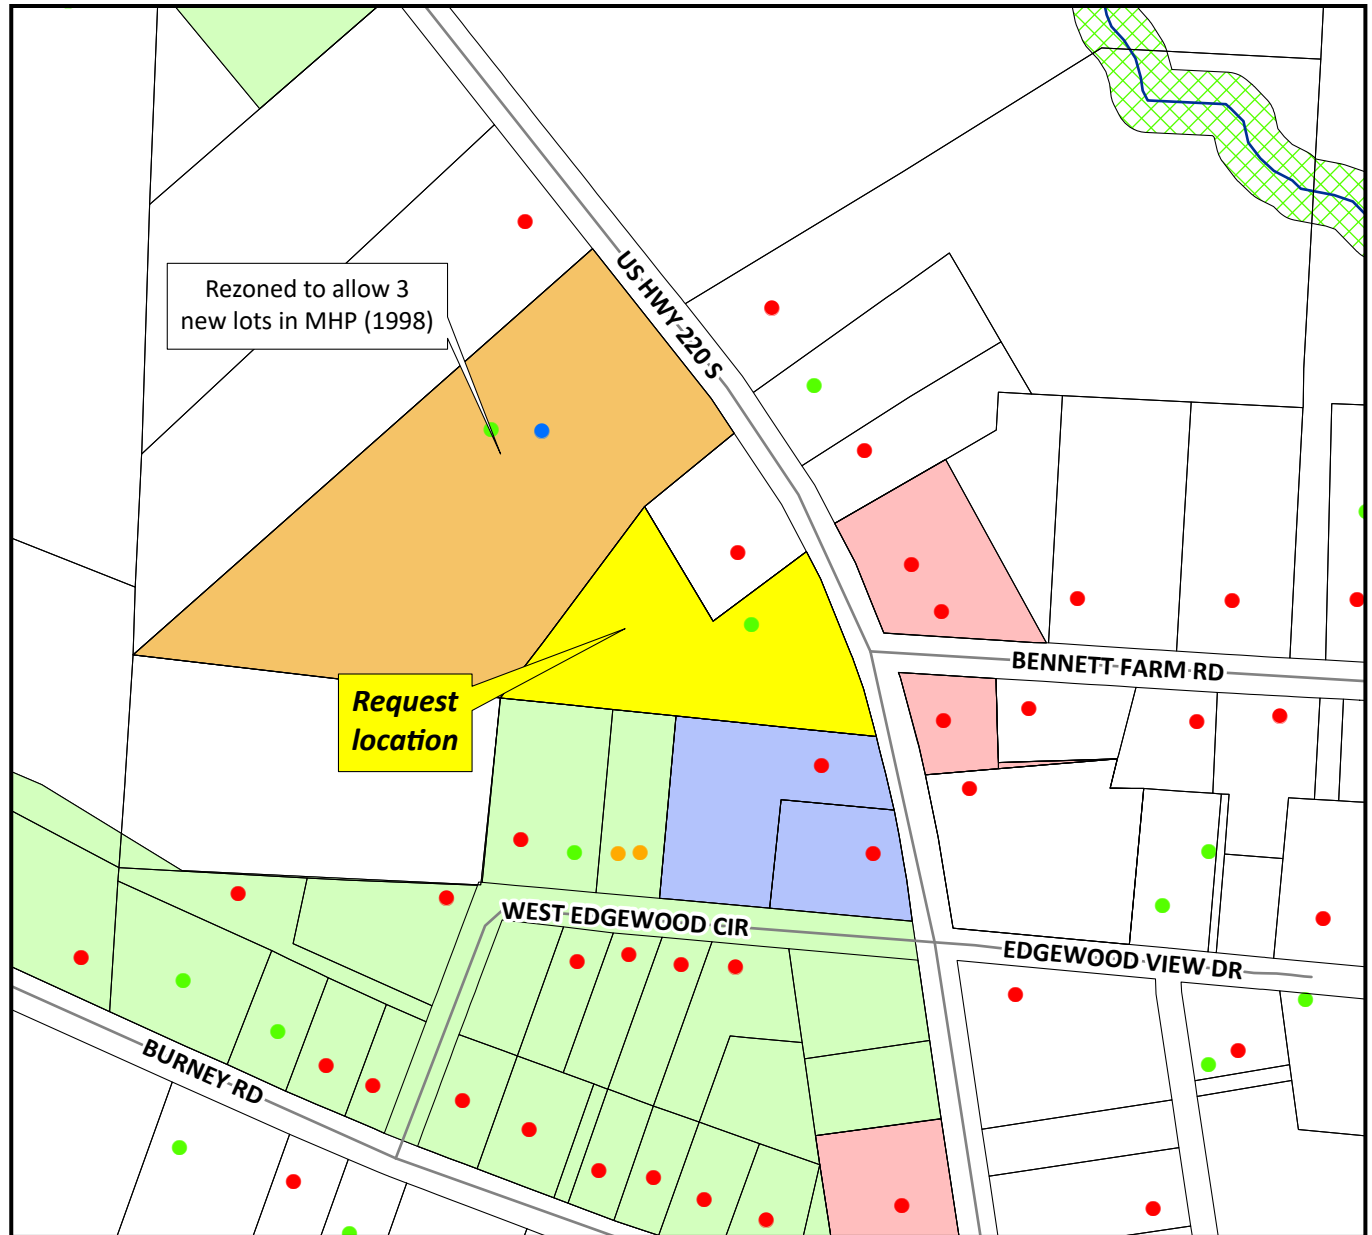 US HWY 220 S
Rezoned to allow 3
new lots in MHP (1998)
BENNETT FARM RD
Request
location
WEST EDGEWOOD CIR
EDGEWOOD VIEW DR
BURNEY RD